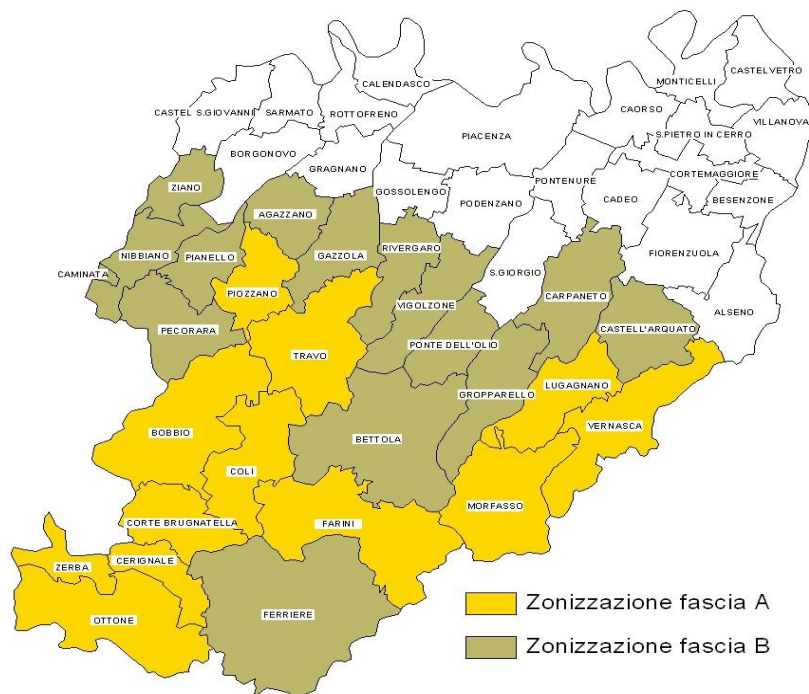 CALENDASCO
CASTELVETRO
MONTICELLI
CASTEL S.GIOVANNI
SARMATO
ROTTOFRENO
CAORSO
VILLANOVA
PIACENZA
S.PIETRO IN CERRO
BORGONOVO
GRAGNANO
CORTEMAGGIORE
ZIANO
GOSSOLENGO
PONTENURE
BESENZONE
PODENZANO
CADEO
AGAZZANO
NIBBIANO
PIANELLO
GAZZOLA
RIVERGARO
FIORENZUOLA
CAMINATA
S.GIORGIO
PIOZZANO
CARPANETO
VIGOLZONE
ALSENO
PECORARA
CASTELL'ARQUATO
PONTE DELL'OLIO
TRAVO
LUGAGNANO
GROPPARELLO
VERNASCA
BOBBIO
BETTOLA
COLI
MORFASSO
CORTE BRUGNATELLA
FARINI
CERIGNALE
ZERBA
OTTONE
FERRIERE
Zonizzazione fascia A
Zonizzazione fascia B